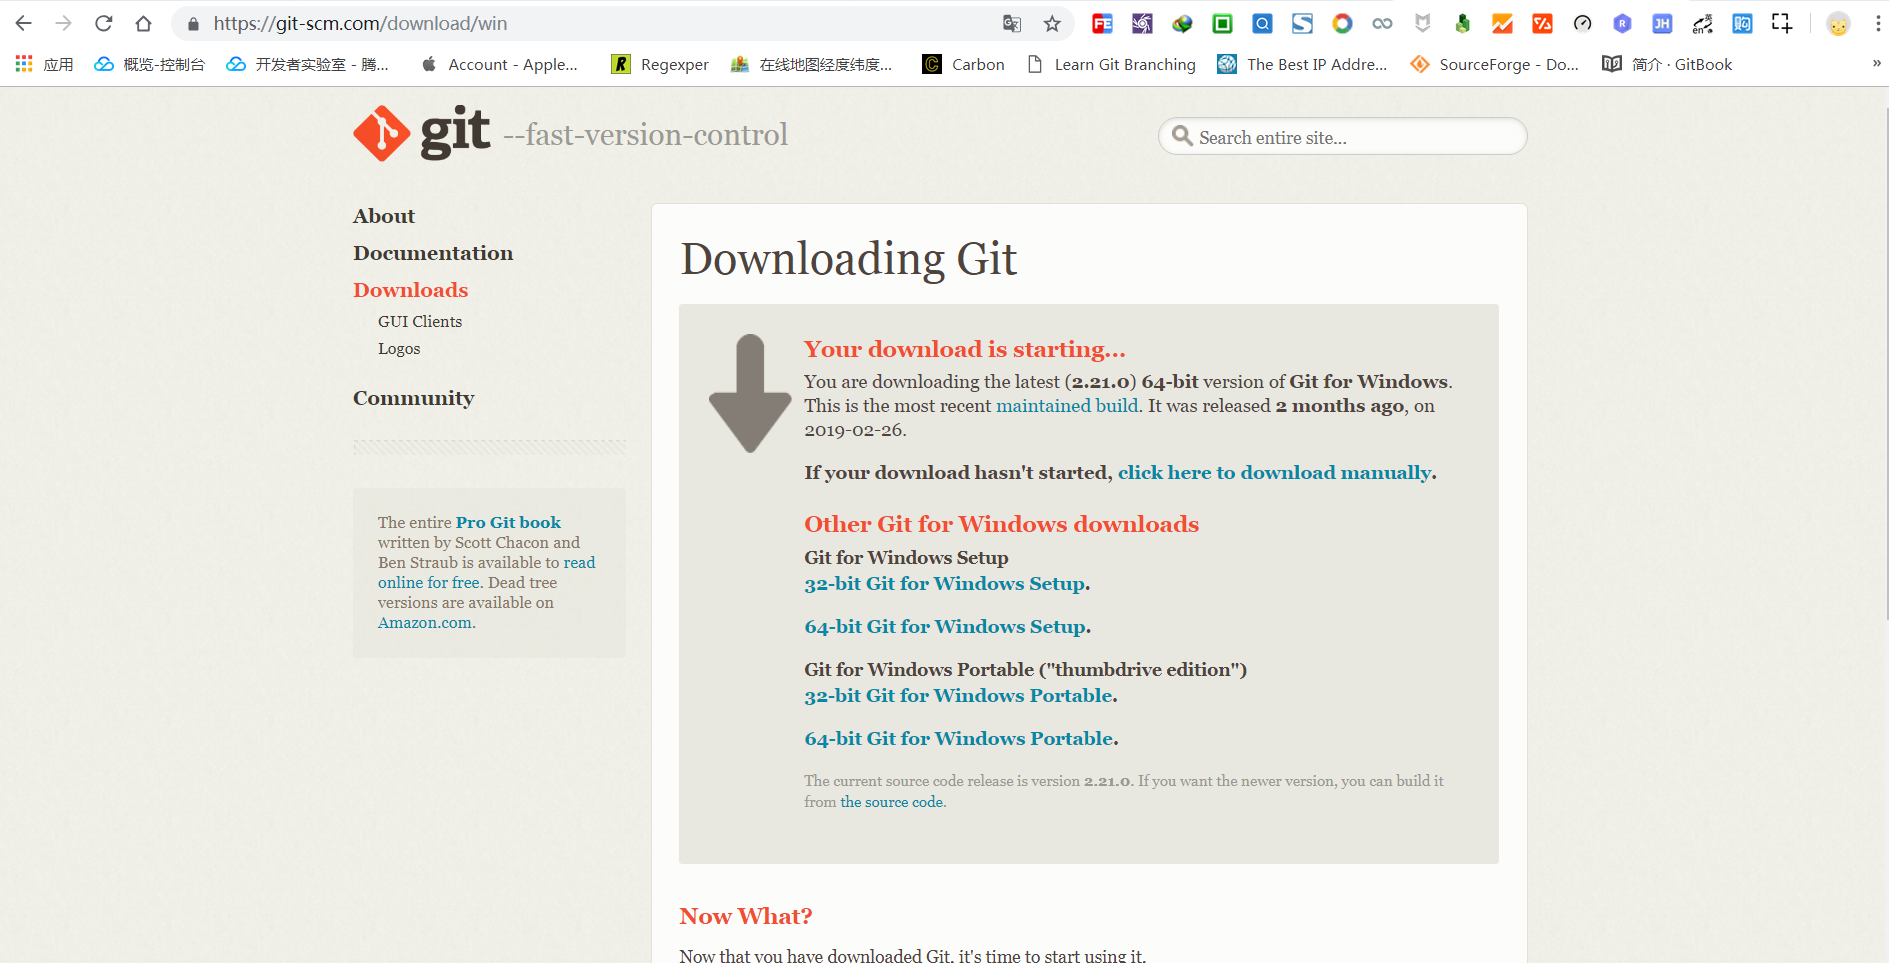 https://git-scm.com/download/win
应用
概览-控制台
开发者实验室 - 腾...
Account - Apple...
Regexper
在线地图经度纬度...
Carbon
Learn Git Branching
The Best IP Addre...
SourceForge - Do...
简介 · GitBook
»
git --fast-version-control
Search entire site...
About
Documentation
Downloads
GUI Clients
Logos
Community
The entire Pro Git book
written by Scott Chacon and
Ben Straub is available to read
online for free. Dead tree
versions are available on
Amazon.com.
Downloading Git
Your download is starting...
You are downloading the latest (2.21.0) 64-bit version of Git for Windows.
This is the most recent maintained build. It was released 2 months ago, on
2019-02-26.
If your download hasn't started, click here to download manually.
Other Git for Windows downloads
Git for Windows Setup
32-bit Git for Windows Setup.
64-bit Git for Windows Setup.
Git for Windows Portable ("thumbdrive edition")
32-bit Git for Windows Portable.
64-bit Git for Windows Portable.
The current source code release is version 2.21.0. If you want the newer version, you can build it
from the source code.
Now What?
Now that you have downloaded Git, it's time to start using it.